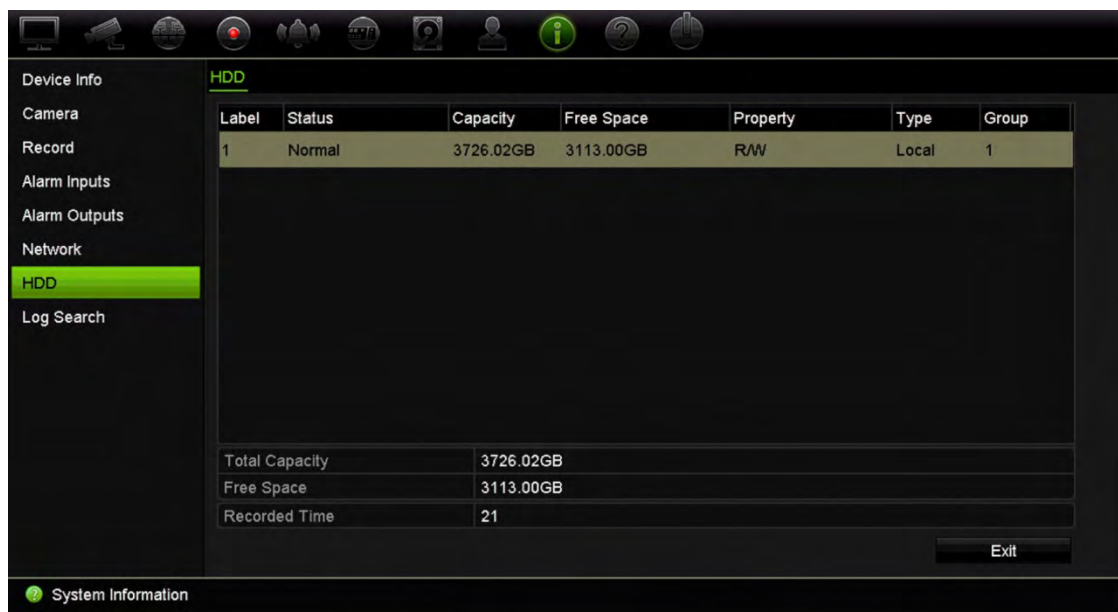 Device Info
Camera
Record
Alarm Inputs
Alarm Outputs
Network
HDD
Log Search
HDD
Label Status Capacity Free Space Property Type Group
1 Normal 3726.02GB 3113.00GB R/W Local 1
Total Capacity 3726.02GB
Free Space 3113.00GB
Recorded Time 21
Exit
System Information